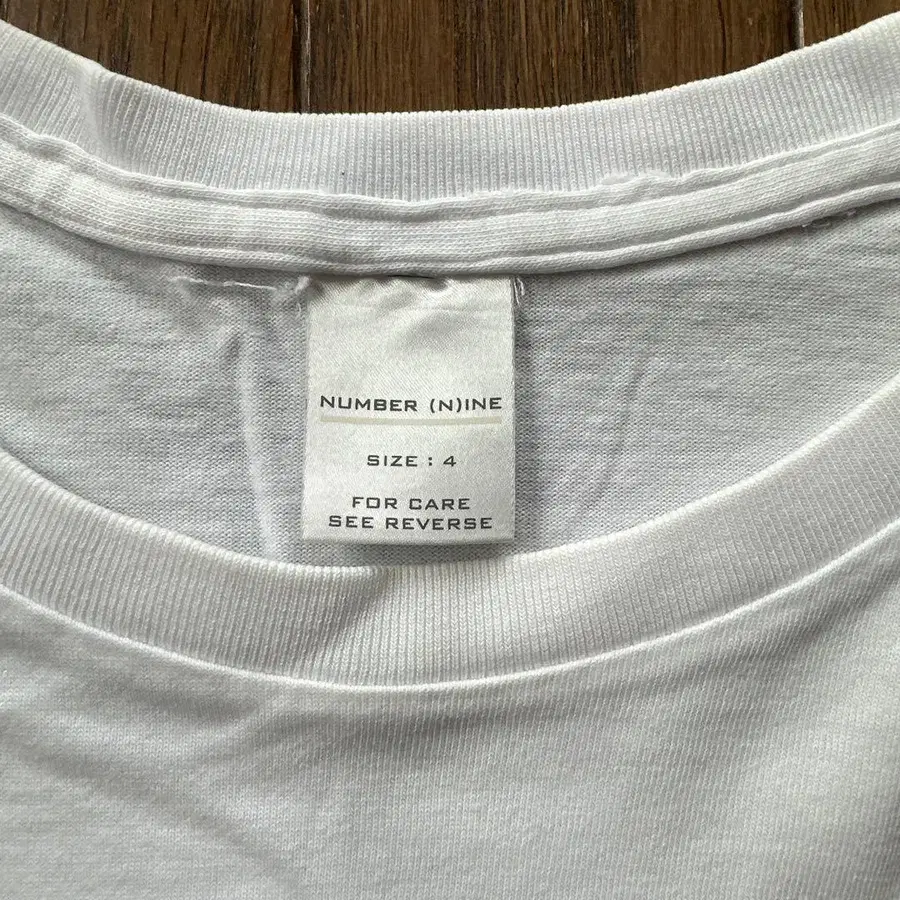 NUMBER (N)INE
SIZE : 4
FOR CARE
SEE REVERSE